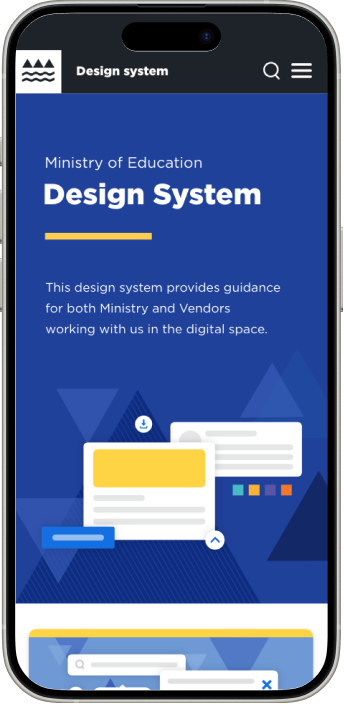 Design system
Ministry of Education
Design System
This design system provides guidance
for both Ministry and Vendors
working with us in the digital space.